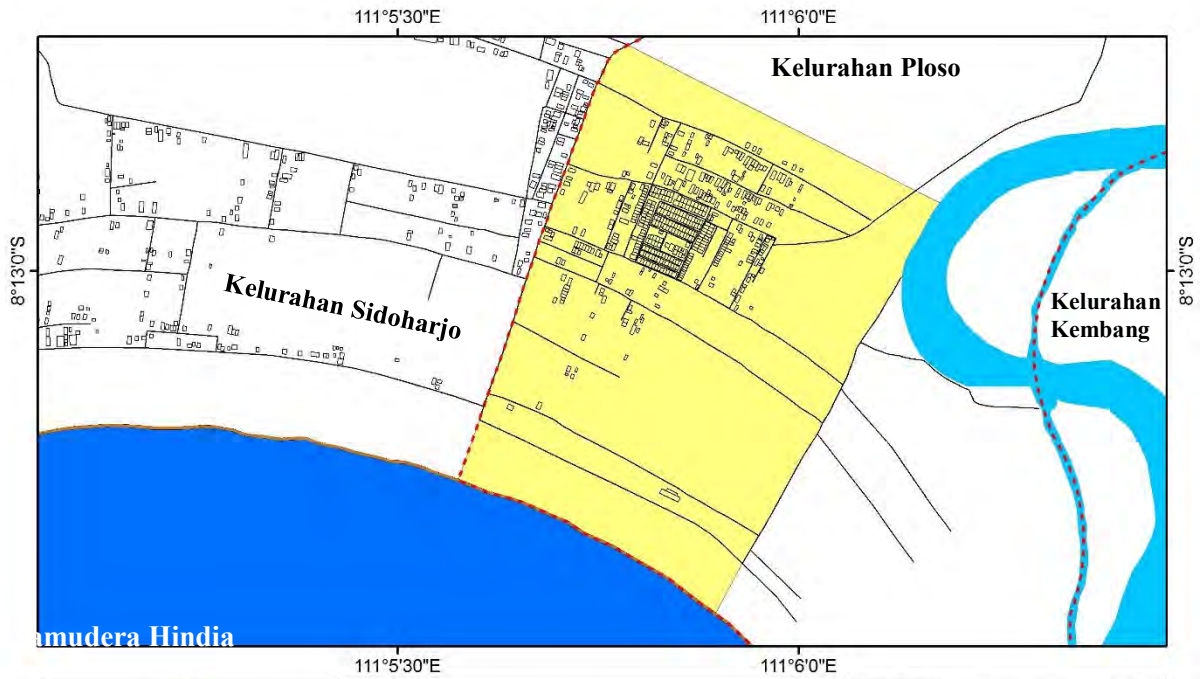 111°5'30"E
111°6'0"E
Kelurahan Ploso
8°13'0"S
8°13'0"S
Kelurahan Sidoharjo
Kelurahan
Kembang
amudera Hindia
111°5'30"E
111°6'0"E